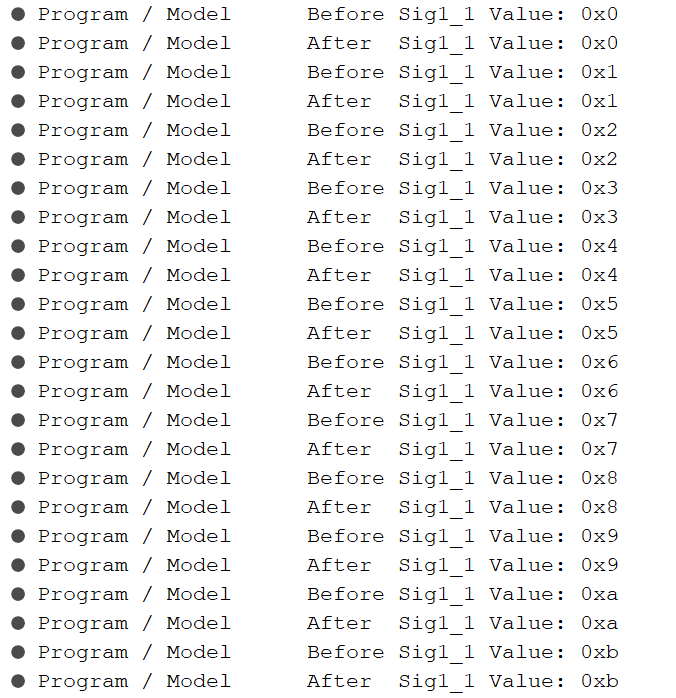 ● Program / Model      Before Sig1_1 Value: 0x0
● Program / Model      After  Sig1_1 Value: 0x0
● Program / Model      Before Sig1_1 Value: 0x1
● Program / Model      After  Sig1_1 Value: 0x1
● Program / Model      Before Sig1_1 Value: 0x2
● Program / Model      After  Sig1_1 Value: 0x2
● Program / Model      Before Sig1_1 Value: 0x3
● Program / Model      After  Sig1_1 Value: 0x3
● Program / Model      Before Sig1_1 Value: 0x4
● Program / Model      After  Sig1_1 Value: 0x4
● Program / Model      Before Sig1_1 Value: 0x5
● Program / Model      After  Sig1_1 Value: 0x5
● Program / Model      Before Sig1_1 Value: 0x6
● Program / Model      After  Sig1_1 Value: 0x6
● Program / Model      Before Sig1_1 Value: 0x7
● Program / Model      After  Sig1_1 Value: 0x7
● Program / Model      Before Sig1_1 Value: 0x8
● Program / Model      After  Sig1_1 Value: 0x8
● Program / Model      Before Sig1_1 Value: 0x9
● Program / Model      After  Sig1_1 Value: 0x9
● Program / Model      Before Sig1_1 Value: 0xa
● Program / Model      After  Sig1_1 Value: 0xa
● Program / Model      Before Sig1_1 Value: 0xb
● Program / Model      After  Sig1_1 Value: 0xb